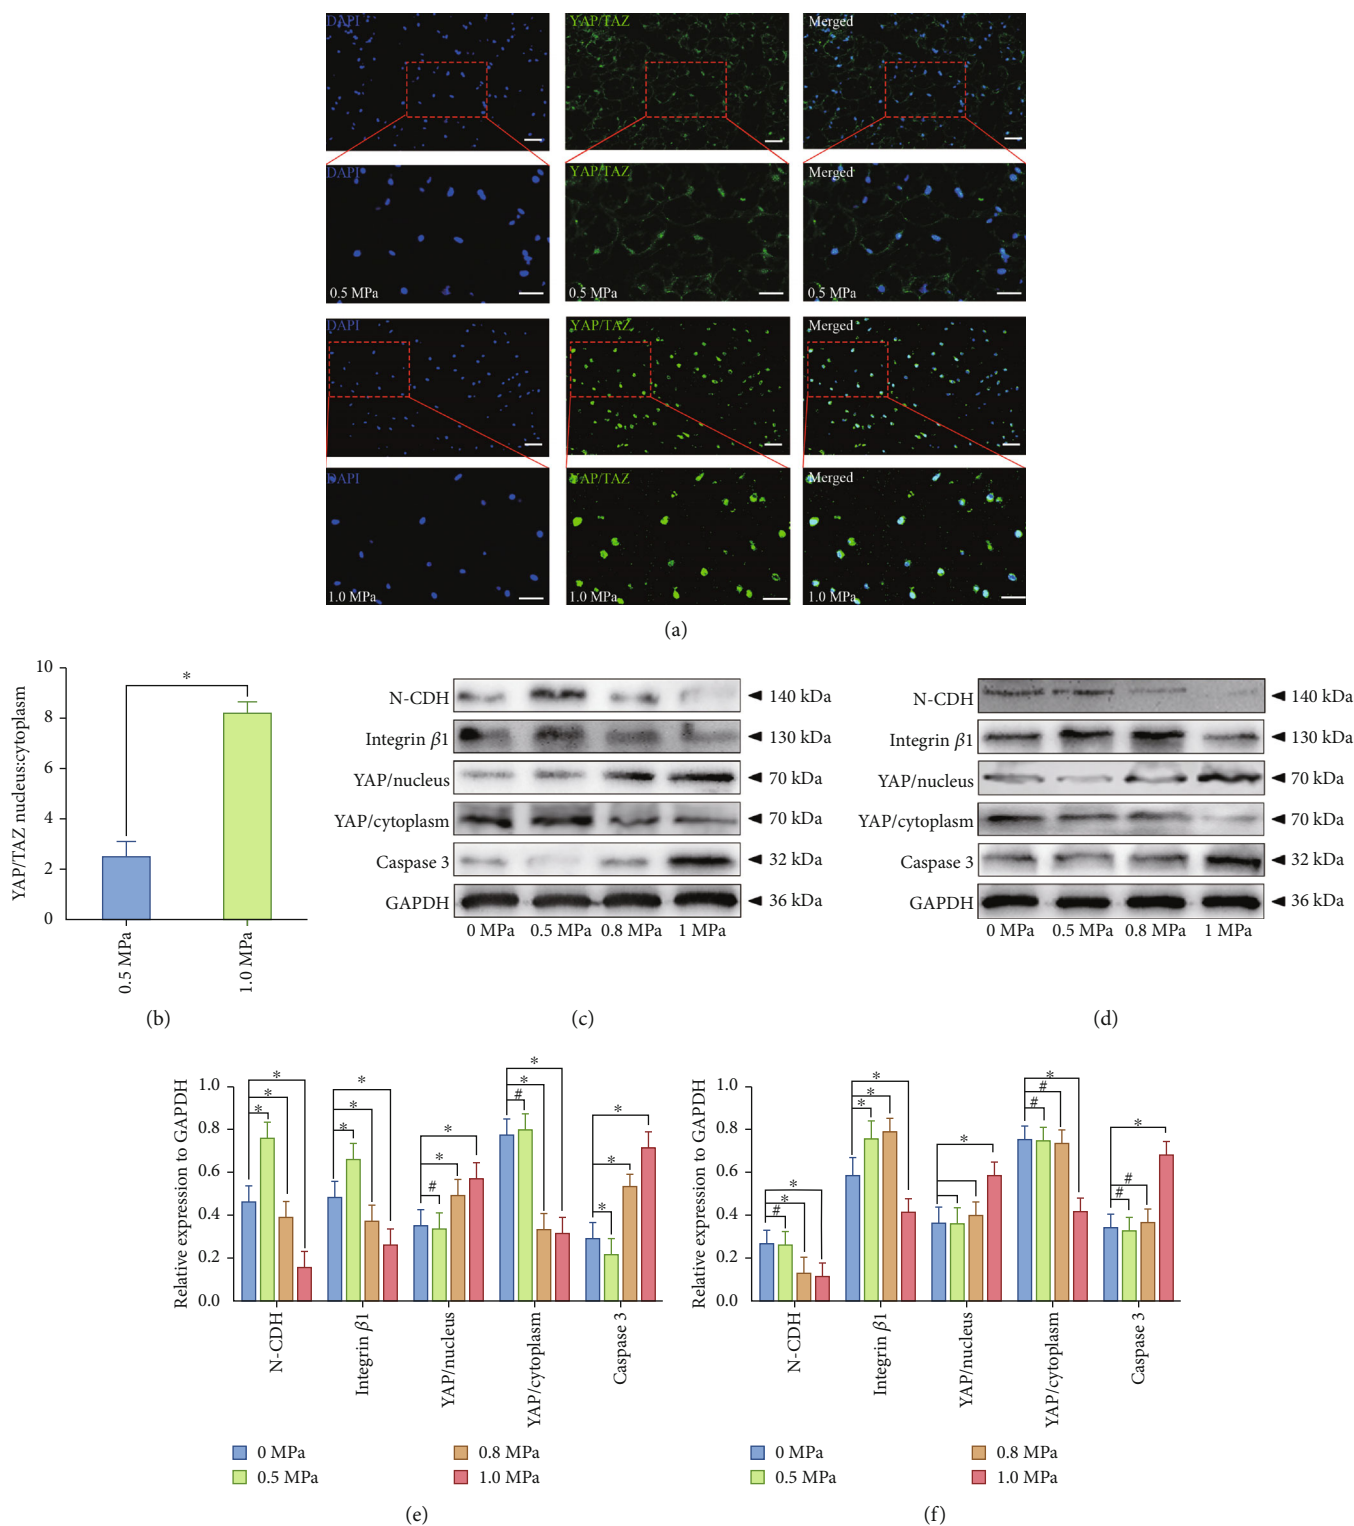 DAPI YAP/TAZ Merged
DAPI YAP/TAZ Merged
0.5 MPa 0.5 MPa 0.5 MPa
DAPI YAP/TAZ Merged
DAPI YAP/TAZ Merged
1.0 MPa 1.0 MPa 1.0 MPa
(a)
YAP/TAZ nucleus:cytoplasm
10
8
6
4
2
0
*
0.5 MPa
1.0 MPa
(b)
N-CDH 140 kDa
Integrin β1 130 kDa
YAP/nucleus 70 kDa
YAP/cytoplasm 70 kDa
Caspase 3 32 kDa
GAPDH 36 kDa
0 MPa 0.5 MPa 0.8 MPa 1 MPa
(c)
N-CDH 140 kDa
Integrin β1 130 kDa
YAP/nucleus 70 kDa
YAP/cytoplasm 70 kDa
Caspase 3 32 kDa
GAPDH 36 kDa
0 MPa 0.5 MPa 0.8 MPa 1 MPa
(d)
Relative expression to GAPDH
1.0
0.8
0.6
0.4
0.2
0.0
* * *
* * *
# * *
# * *
* * *
N-CDH
Integrin β1
YAP/nucleus
YAP/cytoplasm
Caspase 3
0 MPa 0.8 MPa
0.5 MPa 1.0 MPa
(e)
Relative expression to GAPDH
1.0
0.8
0.6
0.4
0.2
0.0
# * *
* * *
*
# # *
# # *
N-CDH
Integrin β1
YAP/nucleus
YAP/cytoplasm
Caspase 3
0 MPa 0.8 MPa
0.5 MPa 1.0 MPa
(f)